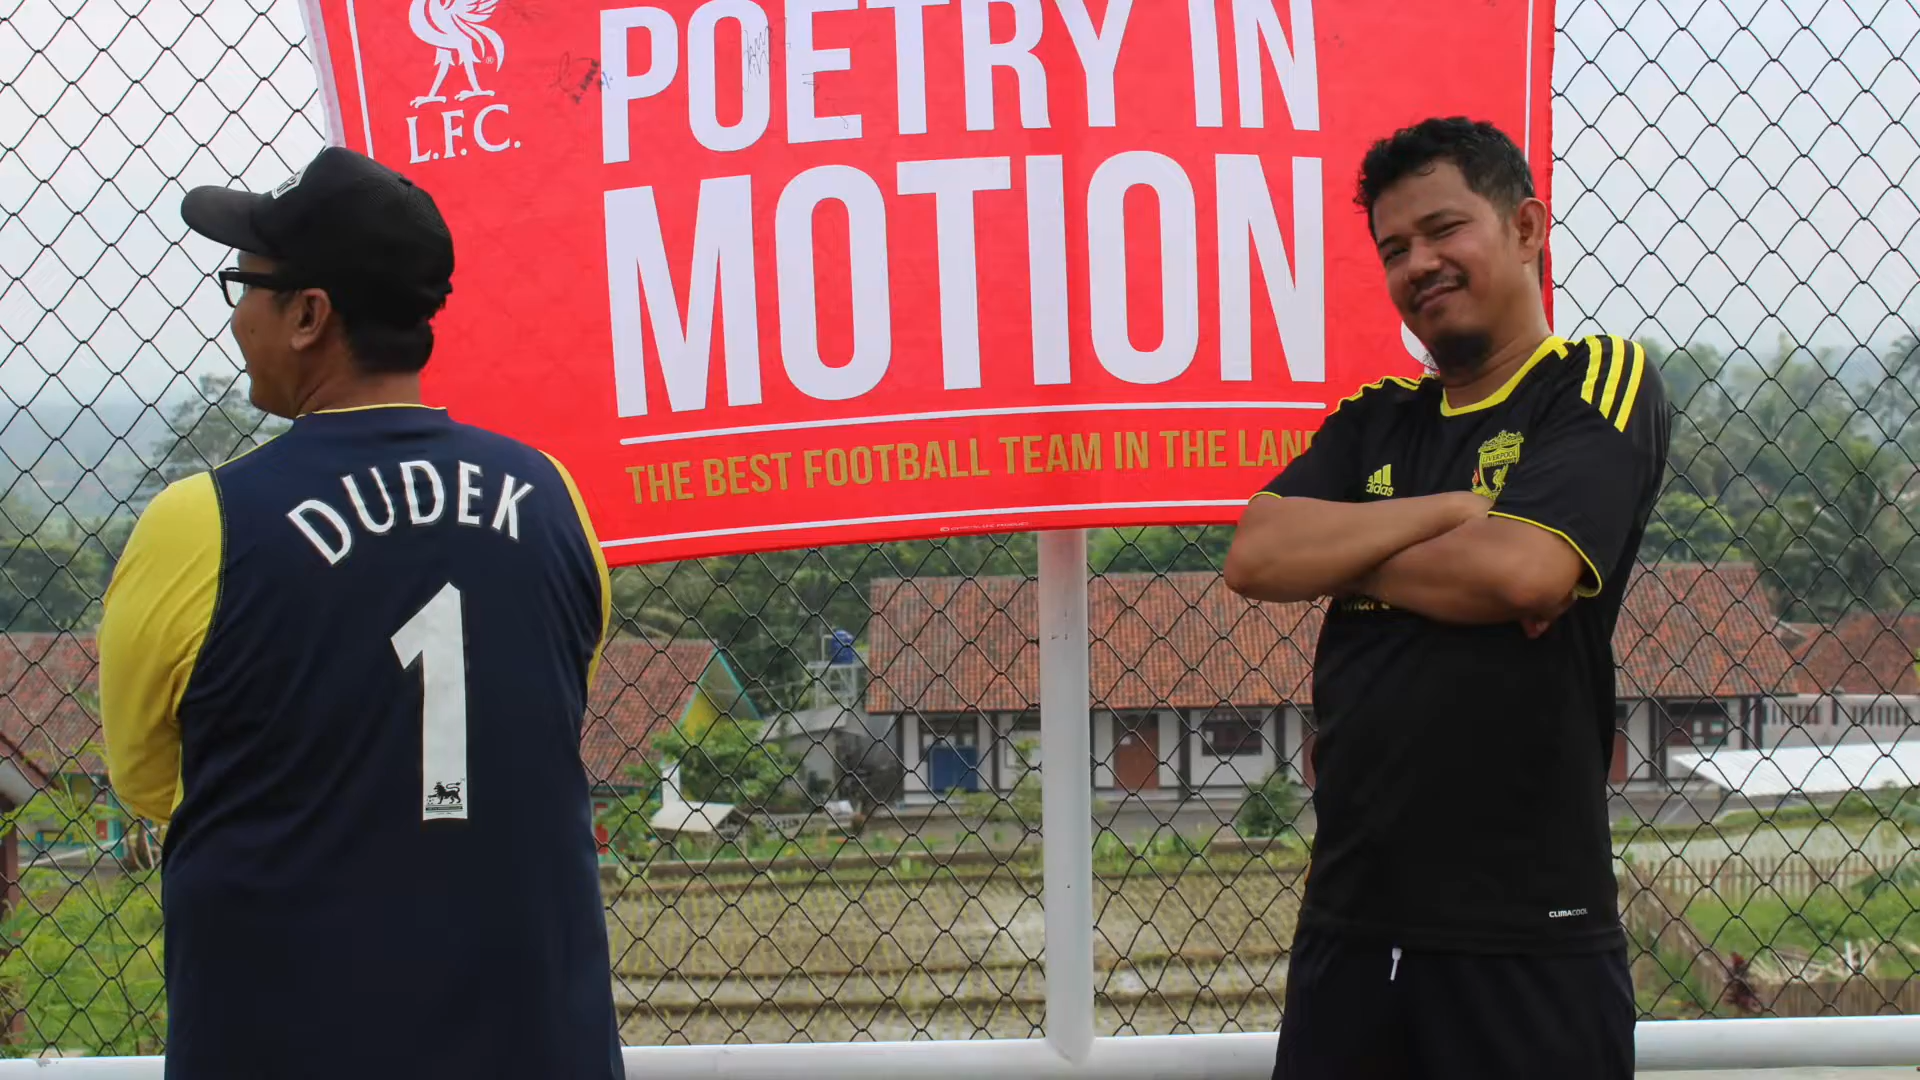 L.F.C.
POETRY IN
MOTION
THE BEST FOOTBALL TEAM IN THE LAN
DUDEK
1
adidas
LIVERPOOL
CLIMACOOL